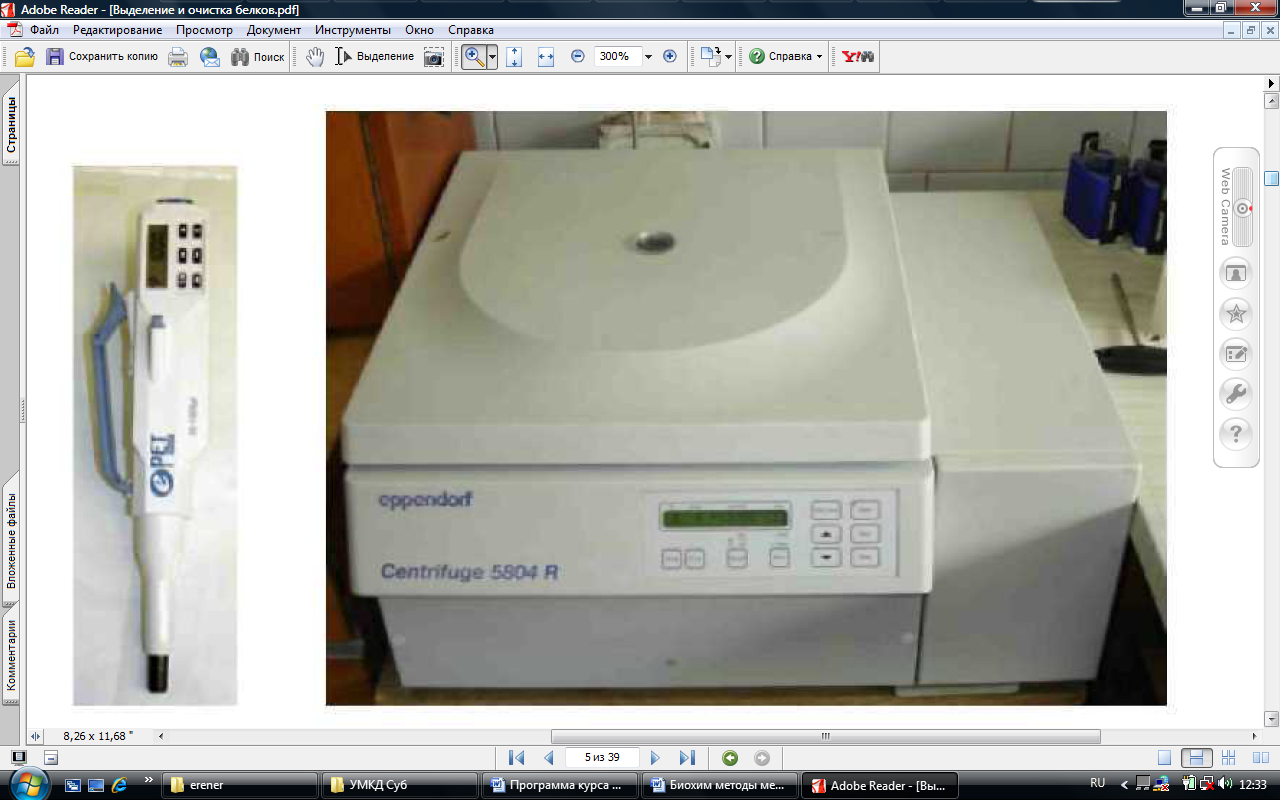 Adobe Reader - [Выделение и очистка белков.pdf]
Файл Редактирование Просмотр Документ Инструменты Окно Справка
Сохранить копию Поиск Выделение 300% Справка Y!
Страницы
Вложенные файлы
Комментарии
PET
eppendorf
Centrifuge 5804 R
Web Camera
?
8,26 x 11,68 "
5 из 39
erener УМКД Суб Программа курса ... Биохим методы ме... Adobe Reader - [Вы... RU 12:33